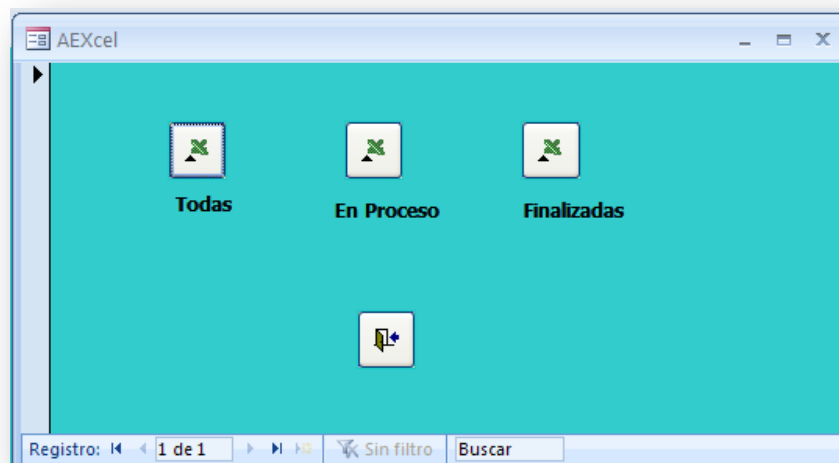 AEXcel
Todas
En Proceso
Finalizadas
Registro: 1 de 1 Sin filtro Buscar